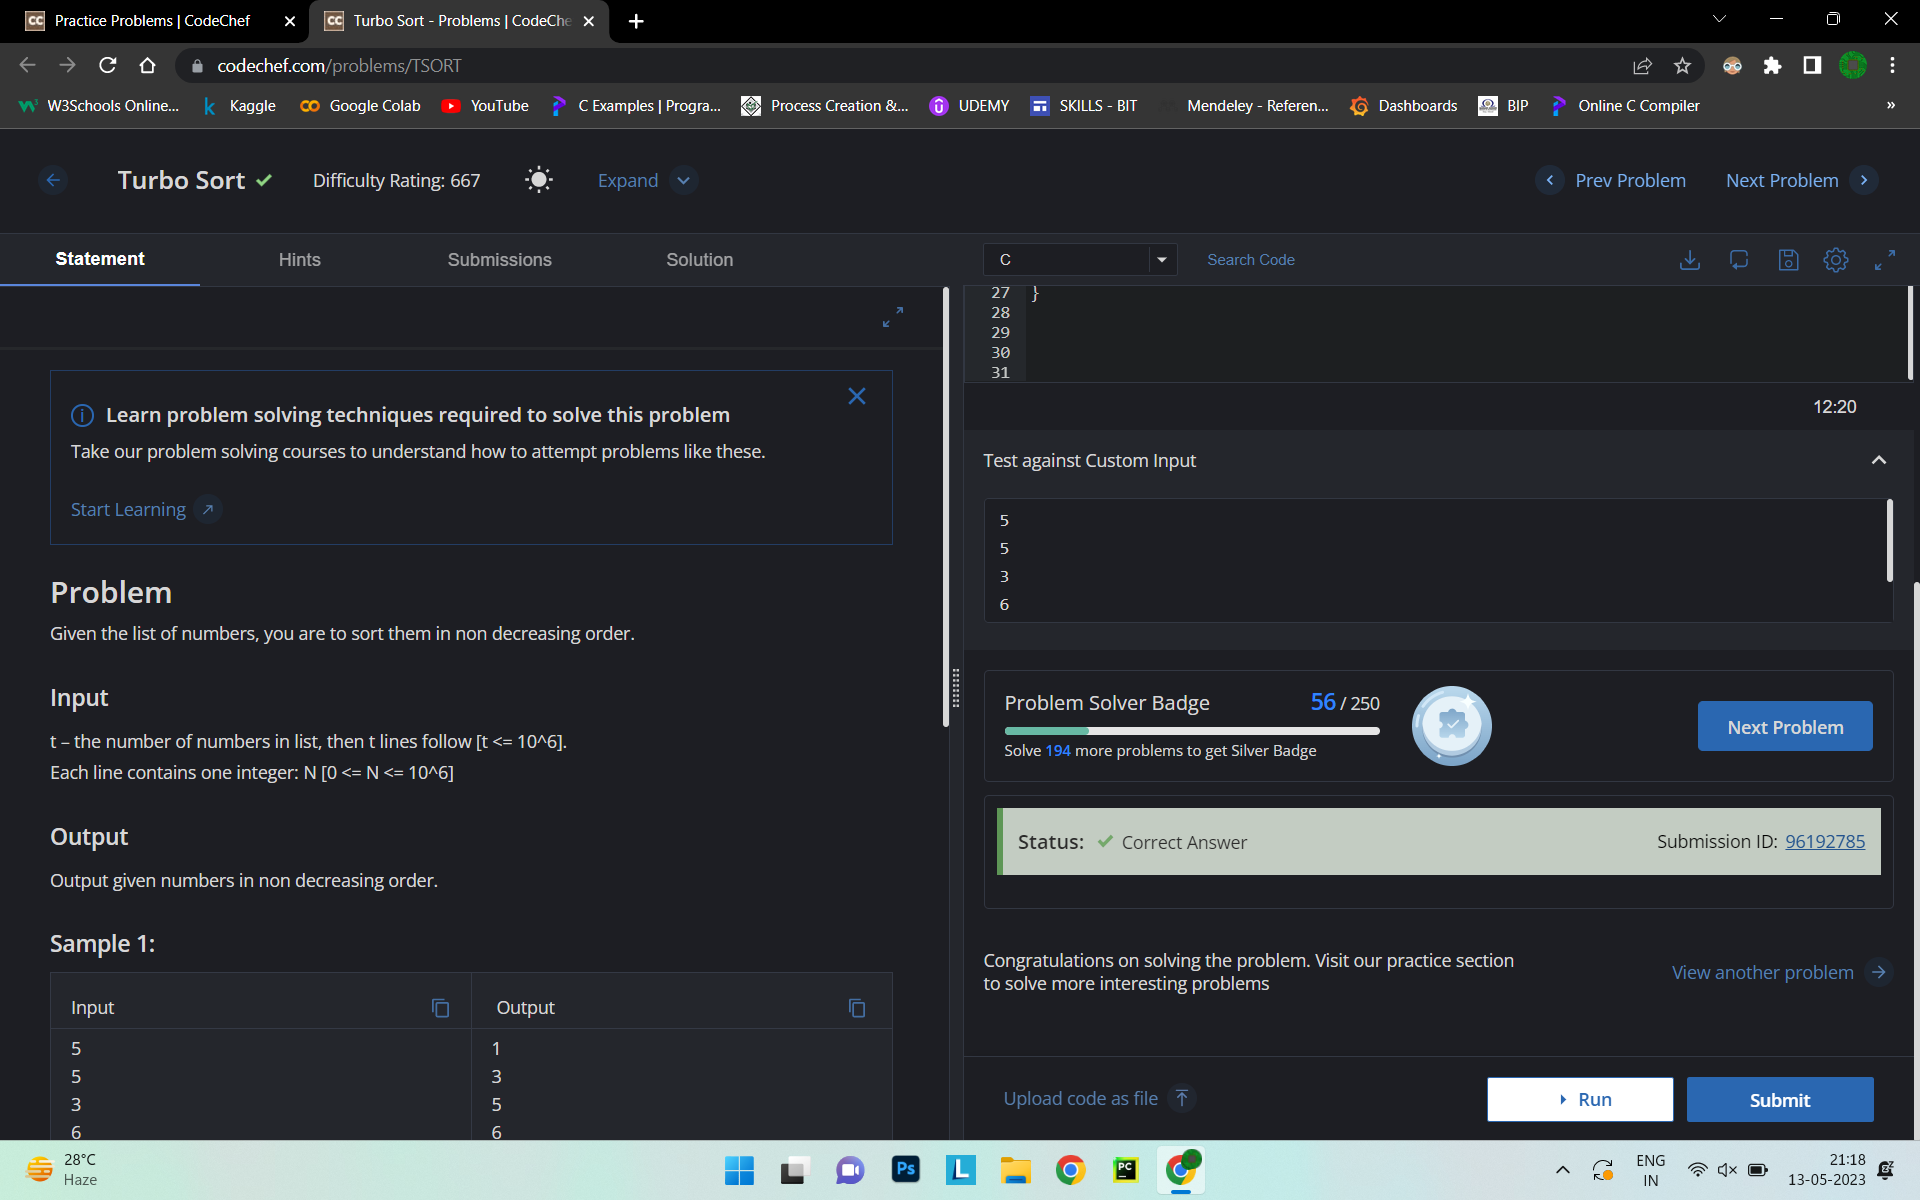 Practice Problems | CodeChef
Turbo Sort - Problems | CodeChe
codechef.com/problems/TSORT
W3Schools Online...
Kaggle
Google Colab
YouTube
C Examples | Progra...
Process Creation &...
UDEMY
SKILLS - BIT
Mendeley - Referen...
Dashboards
BIP
Online C Compiler
»
Turbo Sort
Difficulty Rating: 667
Expand
Prev Problem
Next Problem
Statement
Hints
Submissions
Solution
C
Search Code
27 }
28
29
30
31
12:20
Learn problem solving techniques required to solve this problem
Take our problem solving courses to understand how to attempt problems like these.
Start Learning
Problem
Given the list of numbers, you are to sort them in non decreasing order.
Input
t – the number of numbers in list, then t lines follow [t <= 10^6].
Each line contains one integer: N [0 <= N <= 10^6]
Output
Output given numbers in non decreasing order.
Sample 1:
Input
Output
5
1
5
3
3
5
6
6
Test against Custom Input
5
5
3
6
Problem Solver Badge
56 / 250
Solve 194 more problems to get Silver Badge
Next Problem
Status: Correct Answer
Submission ID: 96192785
Congratulations on solving the problem. Visit our practice section
to solve more interesting problems
View another problem
Upload code as file
Run
Submit
28°C
Haze
Ps
L
PC
ENG
IN
21:18
13-05-2023